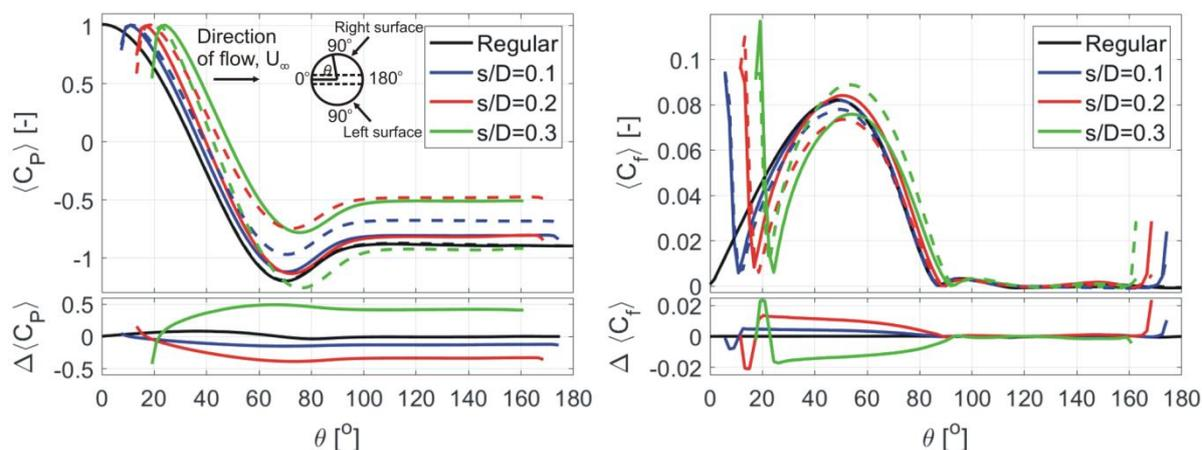 1
0.5
0
-0.5
-1
⟨C_P⟩ [-]
Direction
of flow, U_∞
Right surface
90°
0°
θ
180°
90°
Left surface
Regular
s/D=0.1
s/D=0.2
s/D=0.3
0.5
0
-0.5
Δ⟨C_P⟩
0 20 40 60 80 100 120 140 160 180
θ [°]
0.1
0.08
0.06
0.04
0.02
0
⟨C_f⟩ [-]
Regular
s/D=0.1
s/D=0.2
s/D=0.3
0.02
0
-0.02
Δ ⟨C_f⟩
0 20 40 60 80 100 120 140 160 180
θ [°]